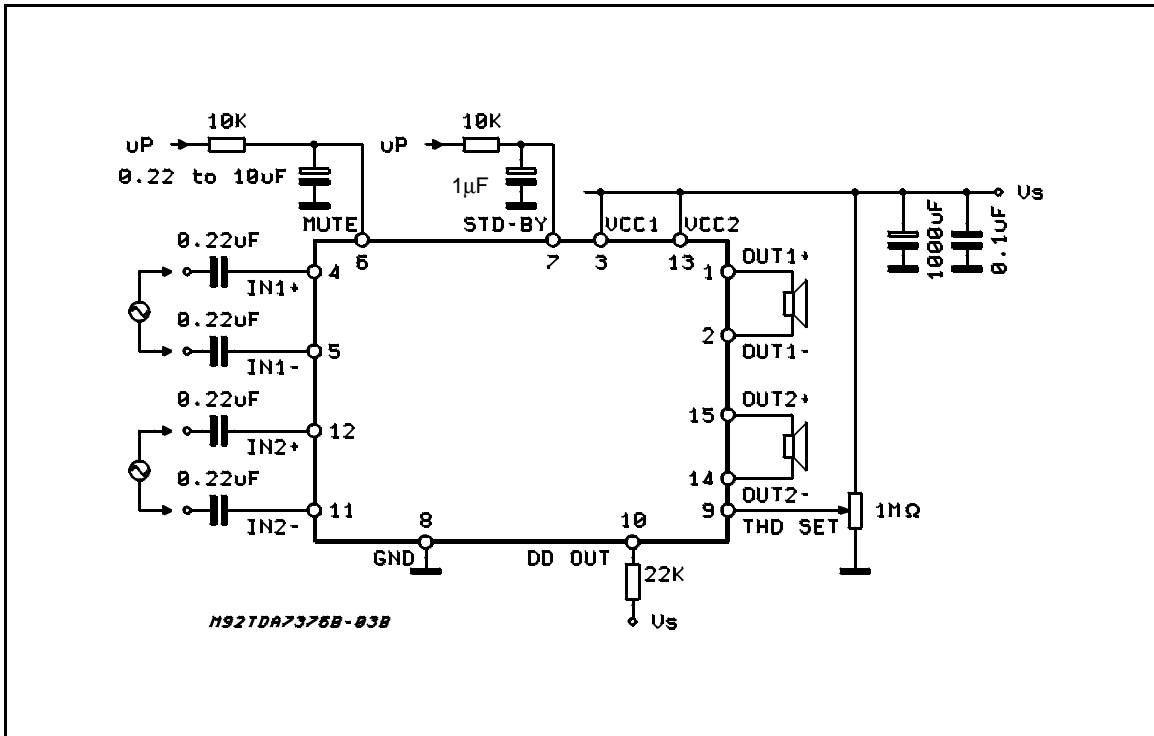 10K
10K
uP
uP
0.22 to 10uF
1μF
Vs
MUTE
STD-BY
VCC1
VCC2
1000uF
0.1uF
6
7
3
13
0.22uF
4
IN1+
1
OUT1+
0.22uF
5
IN1-
2
OUT1-
0.22uF
12
IN2+
15
OUT2+
0.22uF
11
IN2-
14
OUT2-
9
THD SET
1MΩ
8
10
GND
DD OUT
22K
Vs
M92TDA7376B-03B